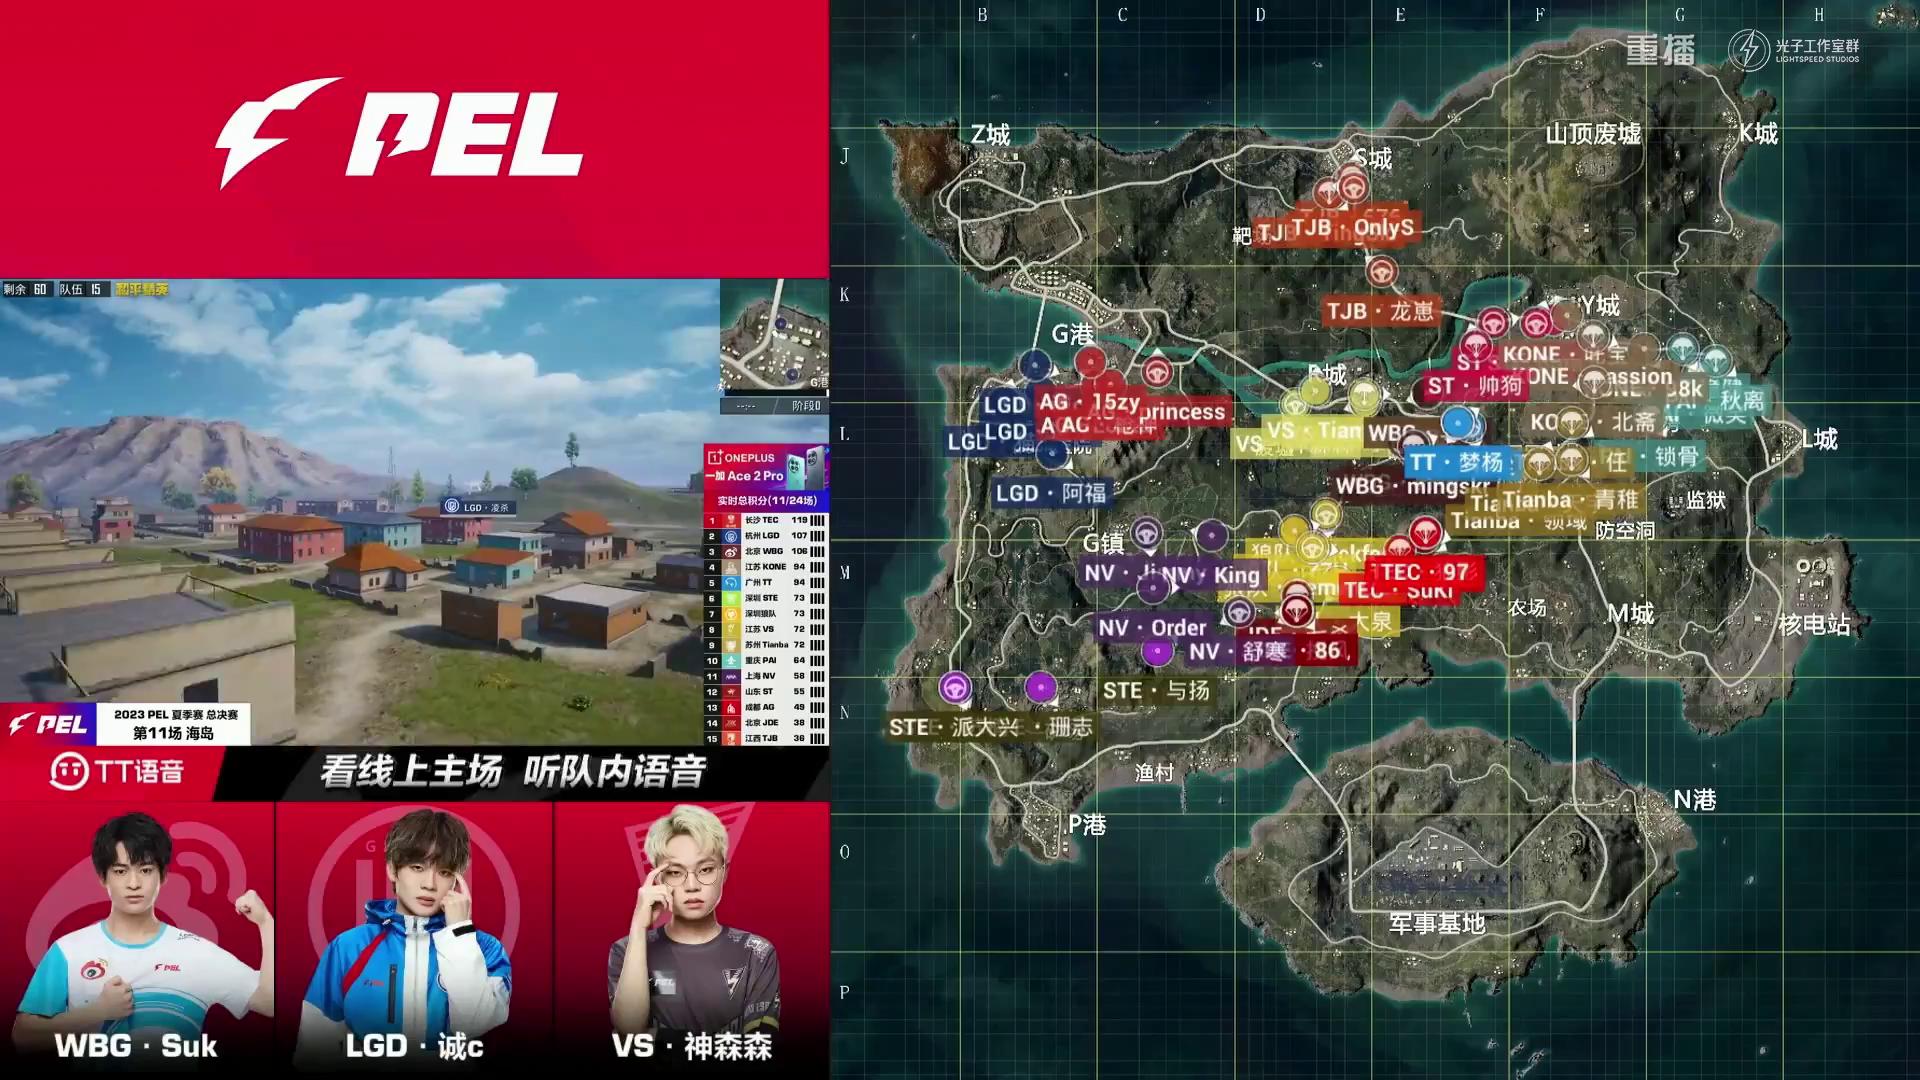 PEL
剩余 60 队伍 15 和平精英
LGD · 凌杀
G港
--:-- 阶段0
ONEPLUS
一加 Ace 2 Pro
实时总积分(11/24场)
1 长沙 TEC 119
2 杭州 LGD 107
3 北京 WBG 106
4 江苏 KONE 94
5 广州 TT 94
6 深圳 STE 73
7 深圳狼队 73
8 江苏 VS 72
9 苏州 Tianba 72
10 重庆 PAI 64
11 上海 NV 58
12 山东 ST 55
13 成都 AG 49
14 北京 JDE 38
15 江西 TJB 36
PEL
2023 PEL 夏季赛 总决赛
第11场 海岛
TT语音
看线上主场 听队内语音
WBG · Suk
LGD · 诚c
VS · 神森森
B C D E F G H
J
K
L
M
N
O
P
重播
光子工作室群
LIGHTSPEED STUDIOS
Z城
S城
山顶废墟
K城
TJB · OnlyS
TJB · 龙崽
Y城
G港
KONE
ST · 帅狗
秋离
LGD
AG · 15zy
princess
LGD
VS · Tian
WBG
北斋
L城
TT · 梦杨
任
锁骨
LGD · 阿福
WBG · mingskr
Tianba · 青稚
Tianba · 领域
监狱
防空洞
G镇
NV · King
TEC · 97
TEC · SuKi
大泉
农场
M城
核电站
NV · Order
NV · 舒寒
· 86
STE · 与扬
STE · 派大兴
· 珊志
渔村
P港
N港
军事基地